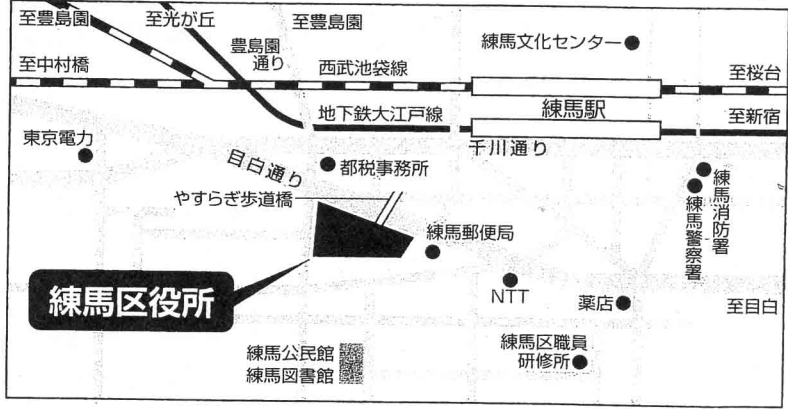 至豊島園
至光が丘
至豊島園
豊島園
通り
練馬文化センター
至中村橋
西武池袋線
至桜台
地下鉄大江戸線
練馬駅
至新宿
東京電力
目白通り
都税事務所
千川通り
やすらぎ歩道橋
練馬消防署
練馬警察署
練馬郵便局
練馬区役所
NTT
薬店
至目白
練馬公民館
練馬図書館
練馬区職員
研修所